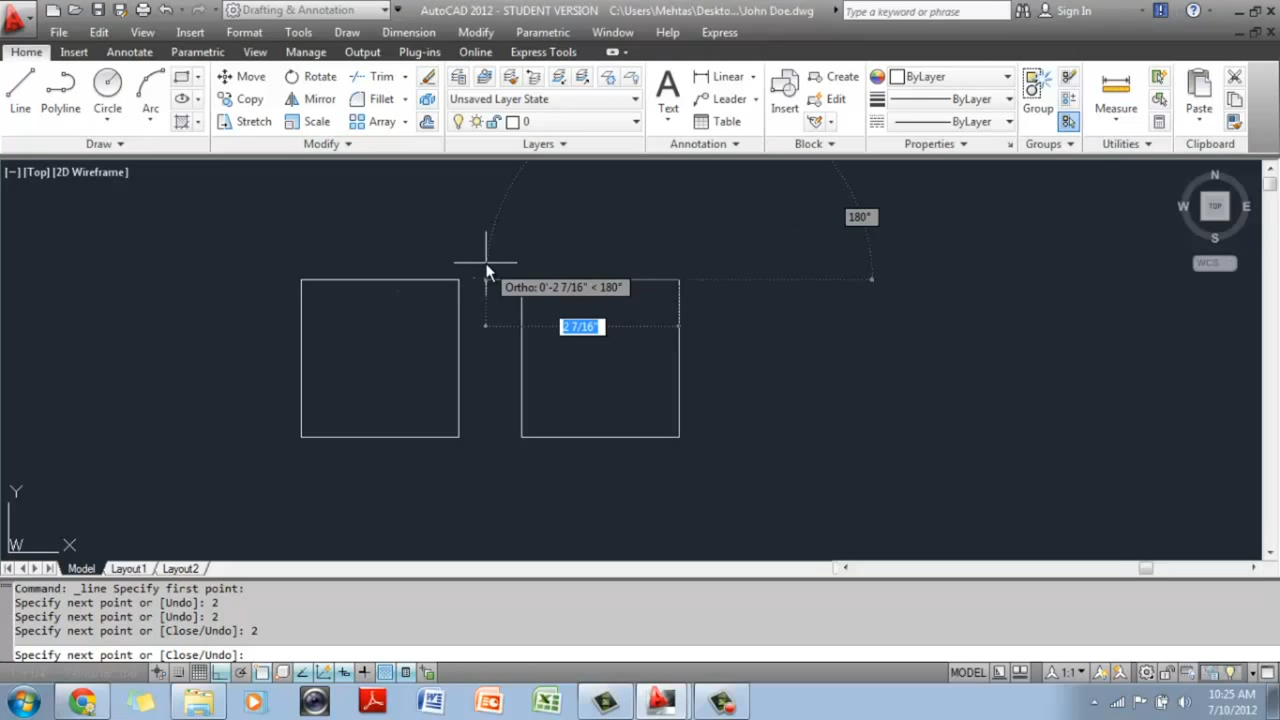 Drafting & Annotation
AutoCAD 2012 - STUDENT VERSION C:\Users\Mehtas\Deskto...\John Doe.dwg
Type a keyword or phrase
Sign In
File Edit View Insert Format Tools Draw Dimension Modify Parametric Window Help Express
Home Insert Annotate Parametric View Manage Output Plug-ins Online Express Tools
Line Polyline Circle Arc
Move Rotate Trim
Copy Mirror Fillet
Stretch Scale Array
Unsaved Layer State
0
Text
Linear
Leader
Table
Insert
Create
Edit
ByLayer
ByLayer
ByLayer
Group
Measure
Paste
Draw Modify Layers Annotation Block Properties Groups Utilities Clipboard
[−] [Top] [2D Wireframe]
N
W TOP E
S
WCS
180°
Ortho: 0'-2 7/16" < 180°
2 7/16"
Y
W X
Model Layout1 Layout2
Command: _line Specify first point:
Specify next point or [Undo]: 2
Specify next point or [Undo]: 2
Specify next point or [Close/Undo]: 2
Specify next point or [Close/Undo]:
MODEL
1:1
10:25 AM
7/10/2012